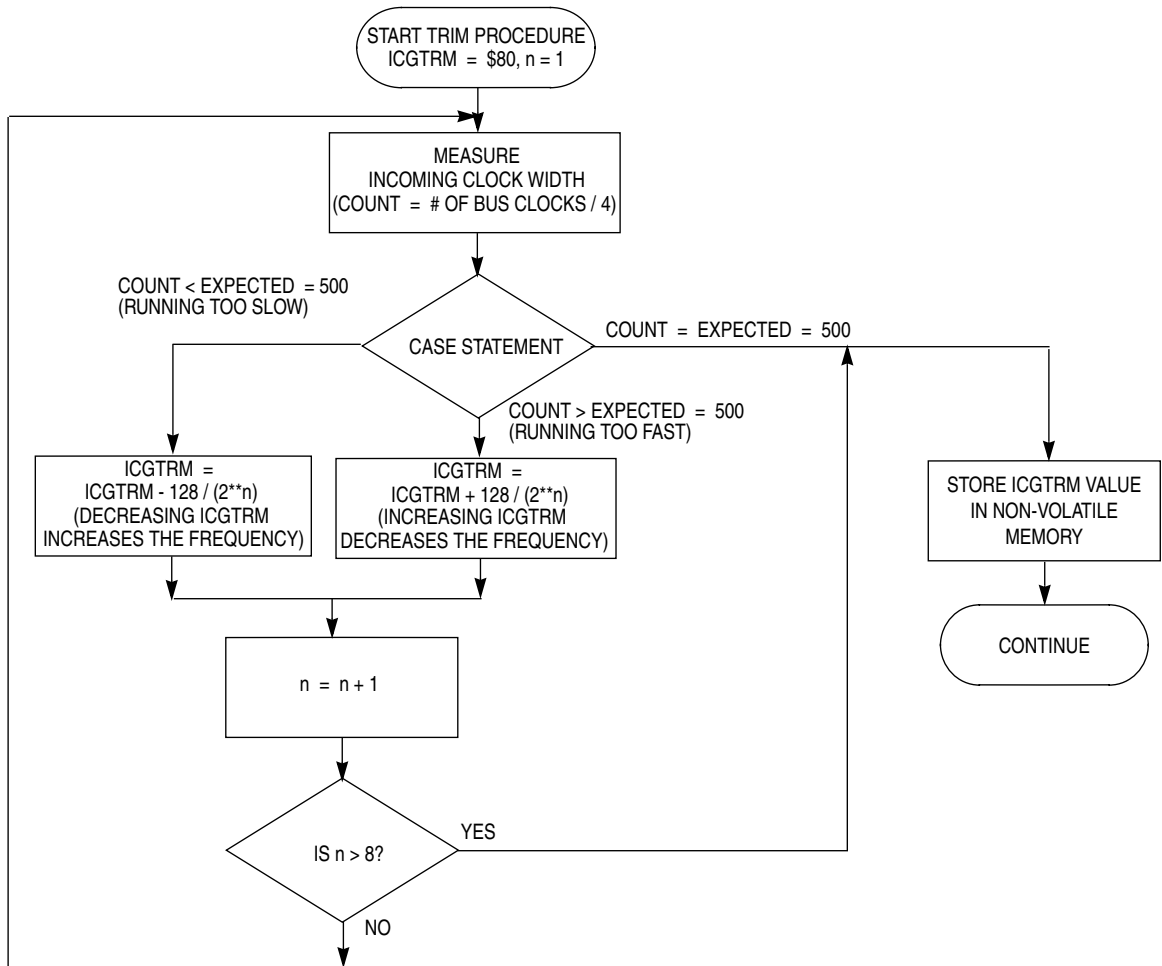 START TRIM PROCEDURE
ICGTRM = $80, n = 1
MEASURE
INCOMING CLOCK WIDTH
(COUNT = # OF BUS CLOCKS / 4)
COUNT < EXPECTED = 500
(RUNNING TOO SLOW)
CASE STATEMENT
COUNT = EXPECTED = 500
COUNT > EXPECTED = 500
(RUNNING TOO FAST)
ICGTRM =
ICGTRM - 128 / (2**n)
(DECREASING ICGTRM
INCREASES THE FREQUENCY)
ICGTRM =
ICGTRM + 128 / (2**n)
(INCREASING ICGTRM
DECREASES THE FREQUENCY)
STORE ICGTRM VALUE
IN NON-VOLATILE
MEMORY
CONTINUE
n = n + 1
IS n > 8?
YES
NO